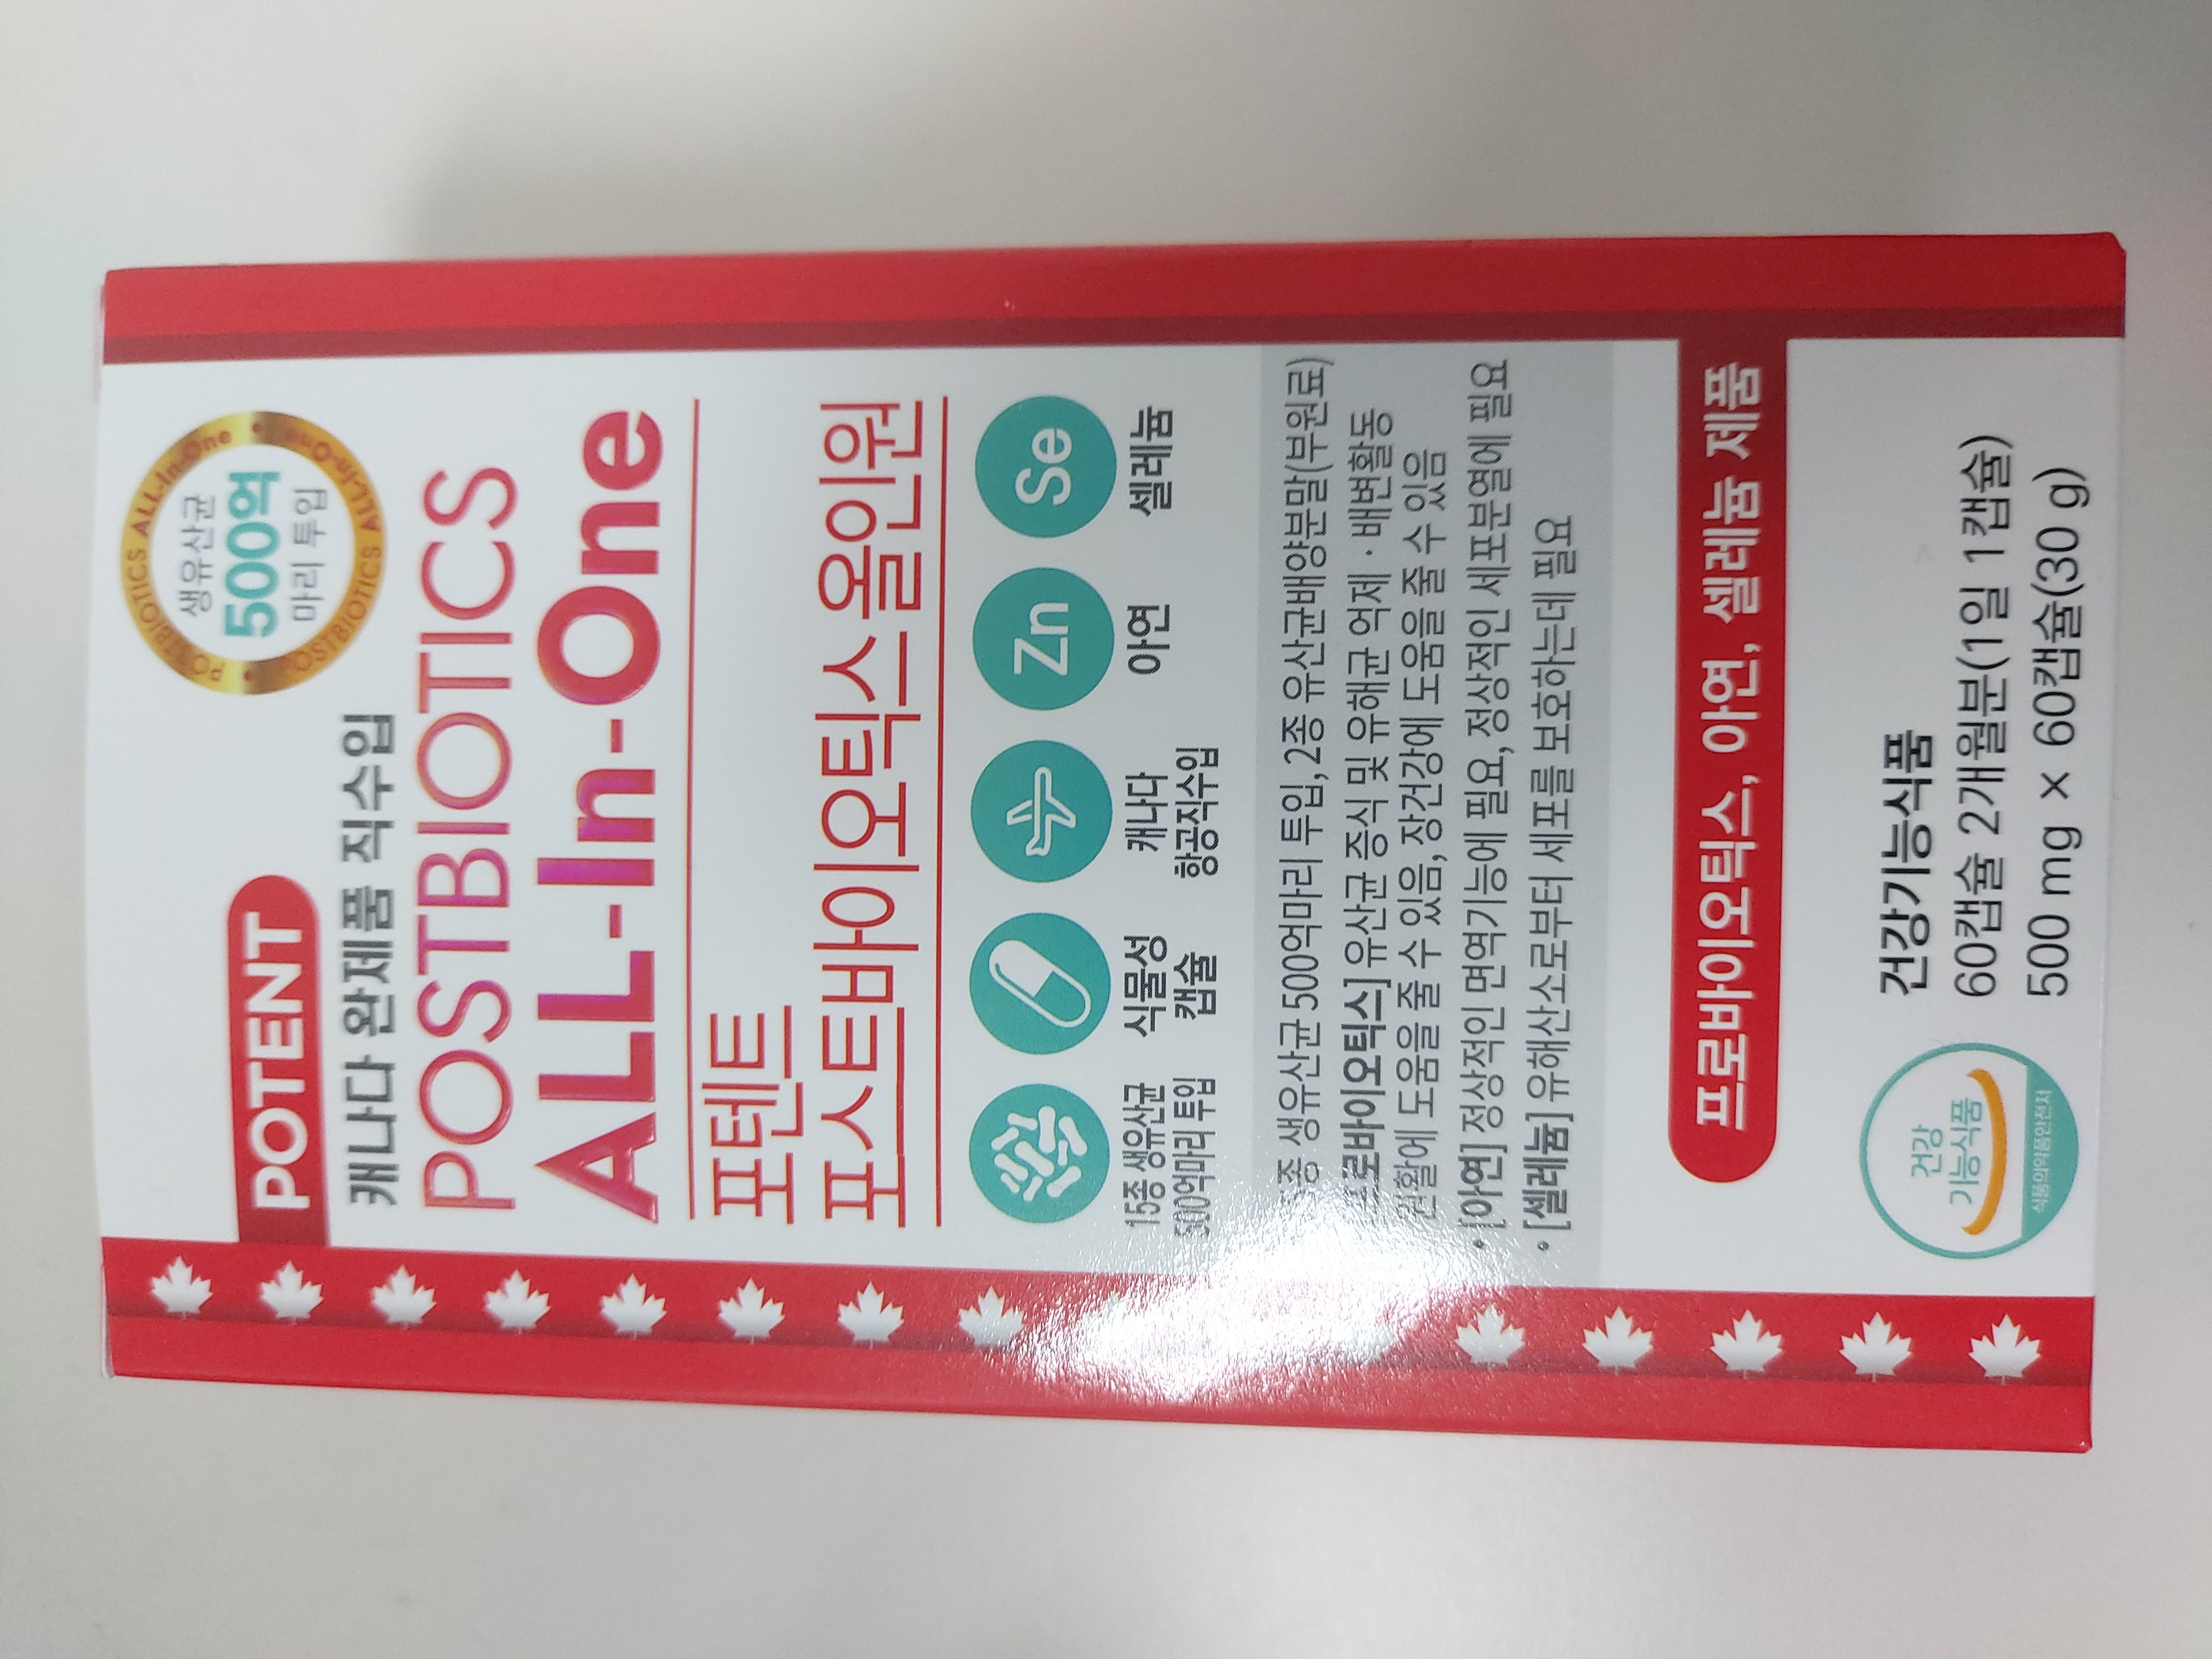 POSTBIOTICS ALL-In-One
생유산균
500억
마리 투입
POSTBIOTICS ALL-In-One
POTENT
캐나다 완제품 직수입
POSTBIOTICS
ALL-In-One
포텐트
포스트바이오틱스올인원
15종 생유산균
500억마리 투입
식물성
캡슐
캐나다
항공직수입
Zn
아연
Se
셀레늄
생유산균 500억마리 투입, 2종 유산균배양분말(부원료)
[프로바이오틱스] 유산균 증식 및 유해균 억제 · 배변활동
원활에 도움을 줄 수 있음, 장건강에 도움을 줄 수 있음
• [아연] 정상적인 면역기능에 필요, 정상적인 세포분열에 필요
• [셀레늄] 유해산소로부터 세포를 보호하는데 필요
프로바이오틱스, 아연, 셀레늄 제품
건강
기능식품
식품의약품안전처
건강기능식품
60캡슐 2개월분(1일 1캡슐)
500 mg × 60캡슐(30 g)